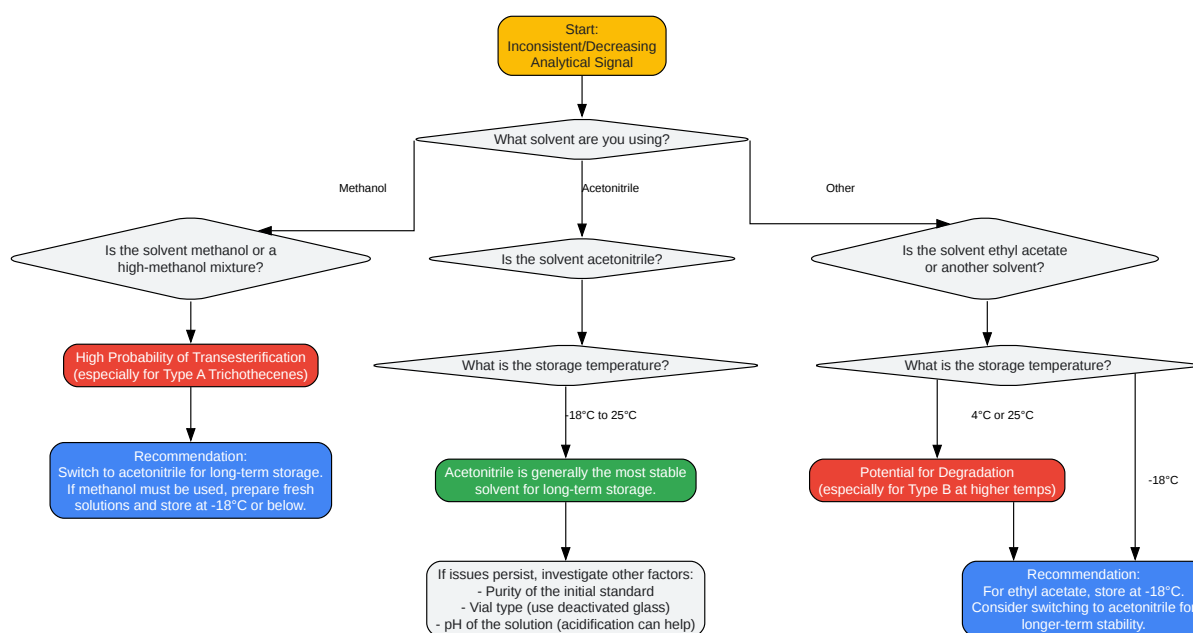 Start:
Inconsistent/Decreasing
Analytical Signal
What solvent are you using?
Methanol
Acetonitrile
Other
Is the solvent methanol or a
high-methanol mixture?
Is the solvent acetonitrile?
Is the solvent ethyl acetate
or another solvent?
High Probability of Transesterification
(especially for Type A Trichothecenes)
What is the storage temperature?
What is the storage temperature?
-18°C to 25°C
4°C or 25°C
-18°C
Recommendation:
Switch to acetonitrile for long-term storage.
If methanol must be used, prepare fresh
solutions and store at -18°C or below.
Acetonitrile is generally the most stable
solvent for long-term storage.
Potential for Degradation
(especially for Type B at higher temps)
If issues persist, investigate other factors:
- Purity of the initial standard
- Vial type (use deactivated glass)
- pH of the solution (acidification can help)
Recommendation:
For ethyl acetate, store at -18°C.
Consider switching to acetonitrile for
longer-term stability.